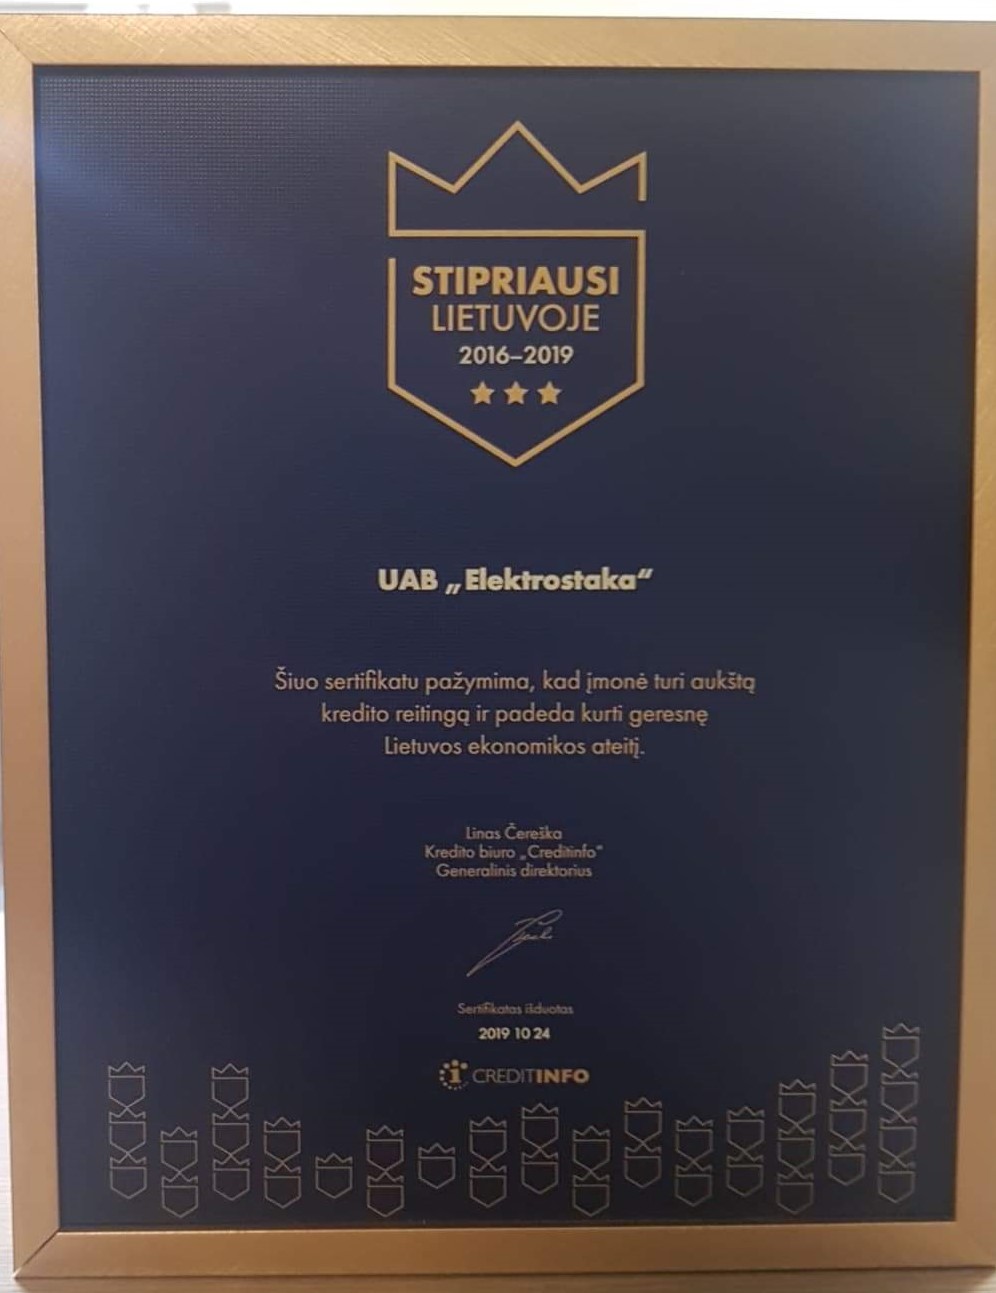 STIPRIAUSI
LIETUVOJE
2016–2019
UAB „Elektrostaka“
Šiuo sertifikatu pažymima, kad įmonė turi aukštą
kredito reitingą ir padeda kurti geresnę
Lietuvos ekonomikos ateitį.
Linas Čereška
Kredito biuro „Creditinfo“
Generalinis direktorius
Sertifikatas išduotas
2019 10 24
CREDITINFO